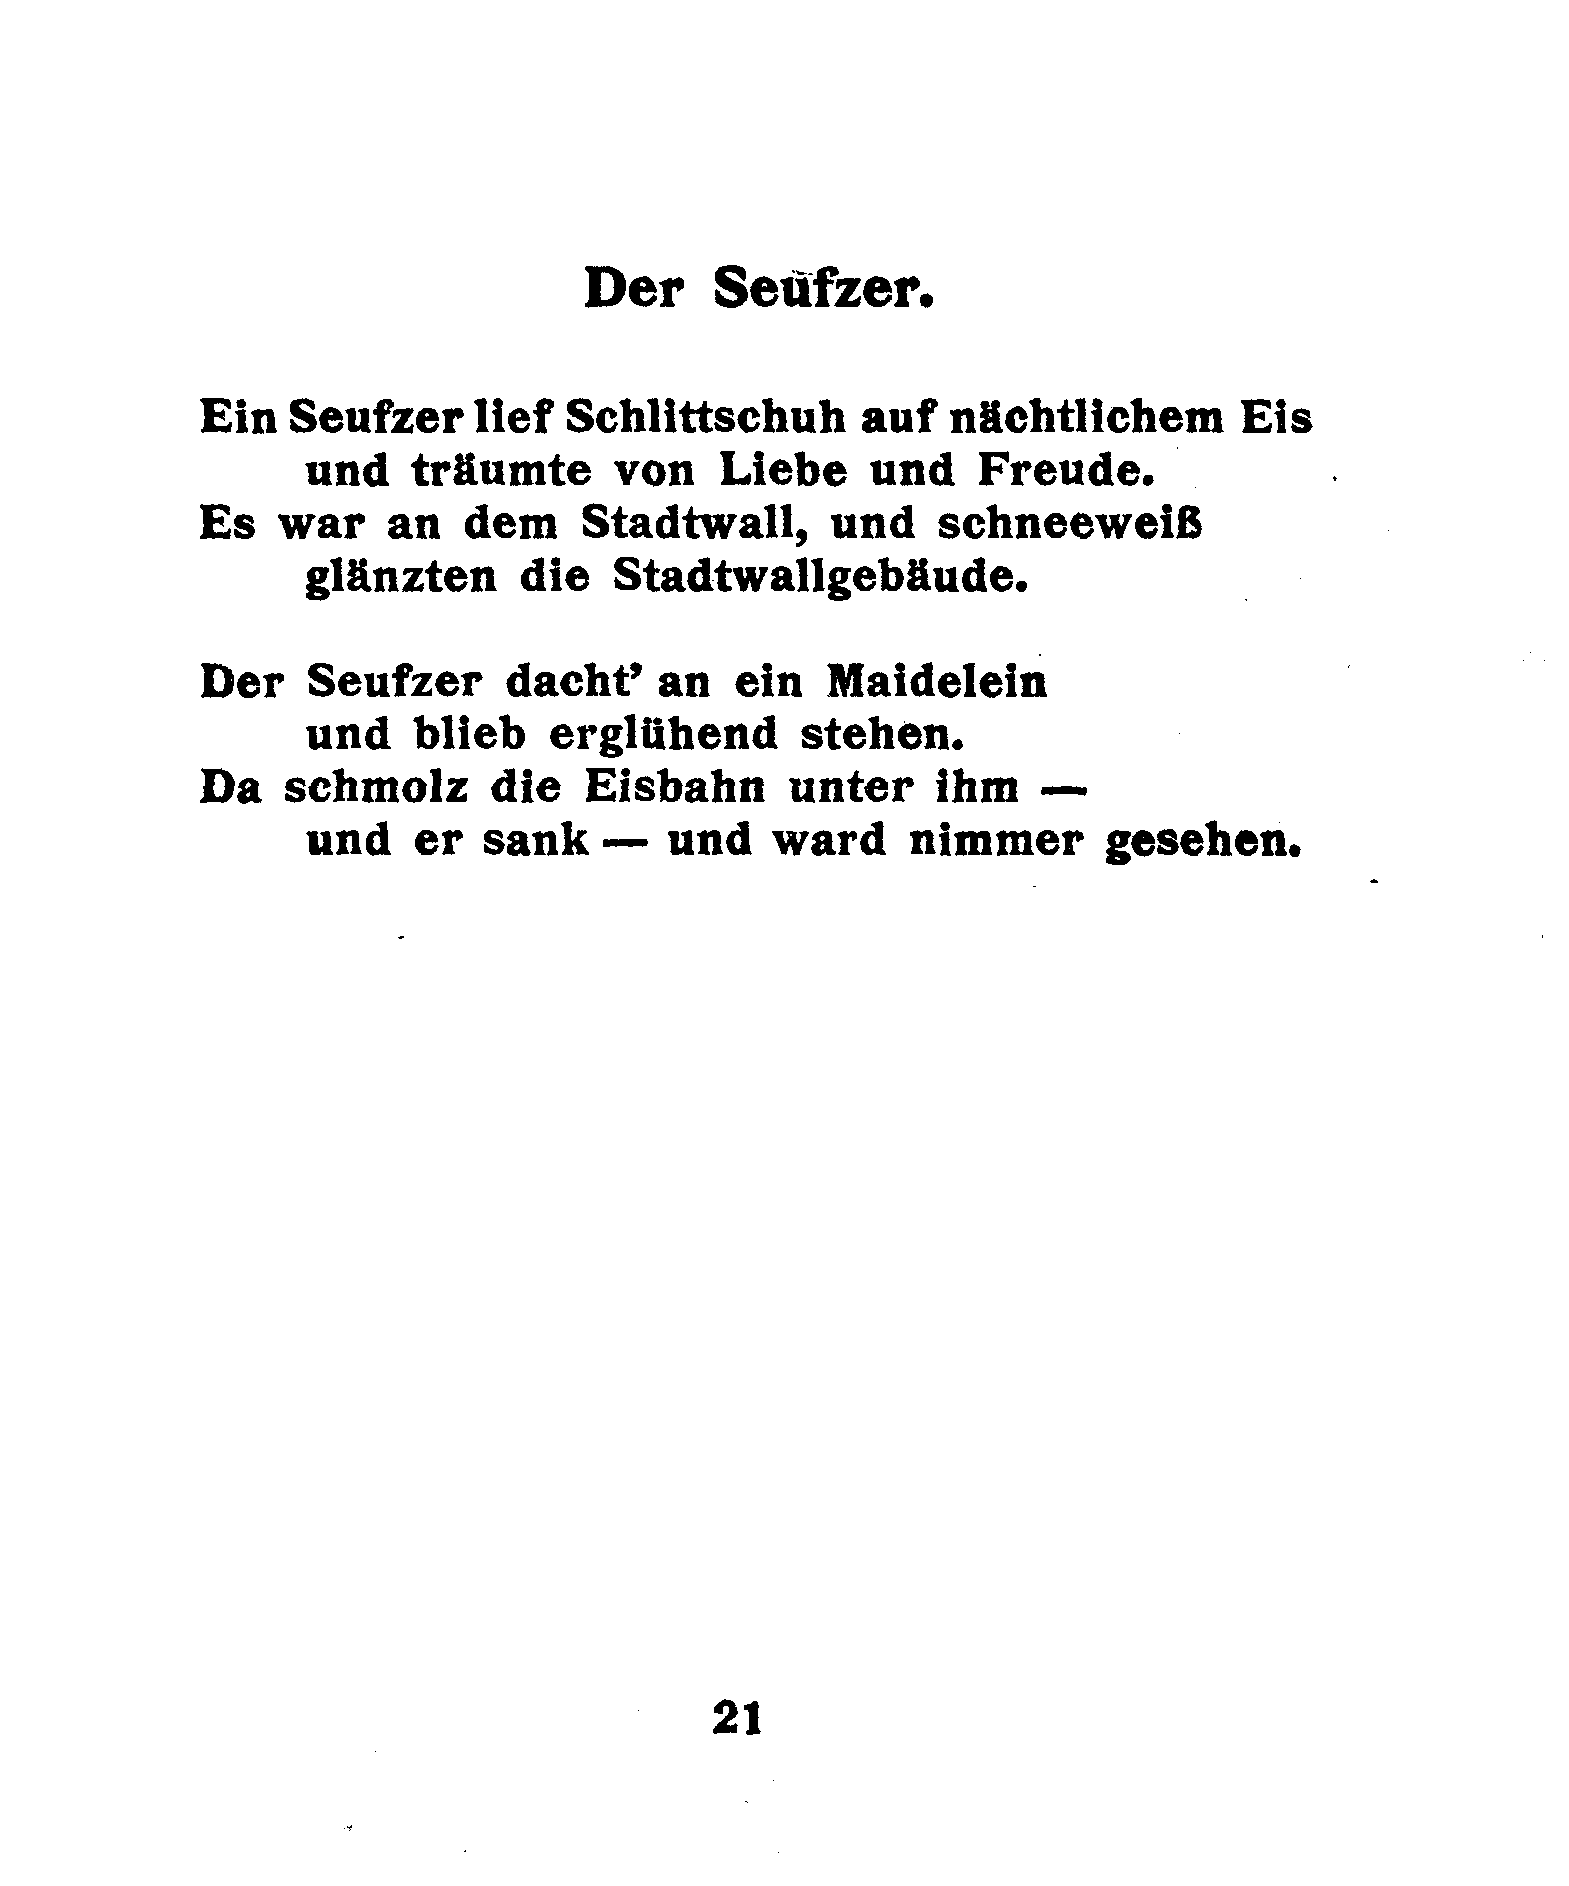 Der Seufzer.
Ein Seufzer lief Schlittschuh auf nächtlichem Eis
und träumte von Liebe und Freude.
Es war an dem Stadtwall, und schneeweiß
glänzten die Stadtwallgebäude.
Der Seufzer dacht’ an ein Maidelein
und blieb erglühend stehen.
Da schmolz die Eisbahn unter ihm —
und er sank — und ward nimmer gesehen.
21